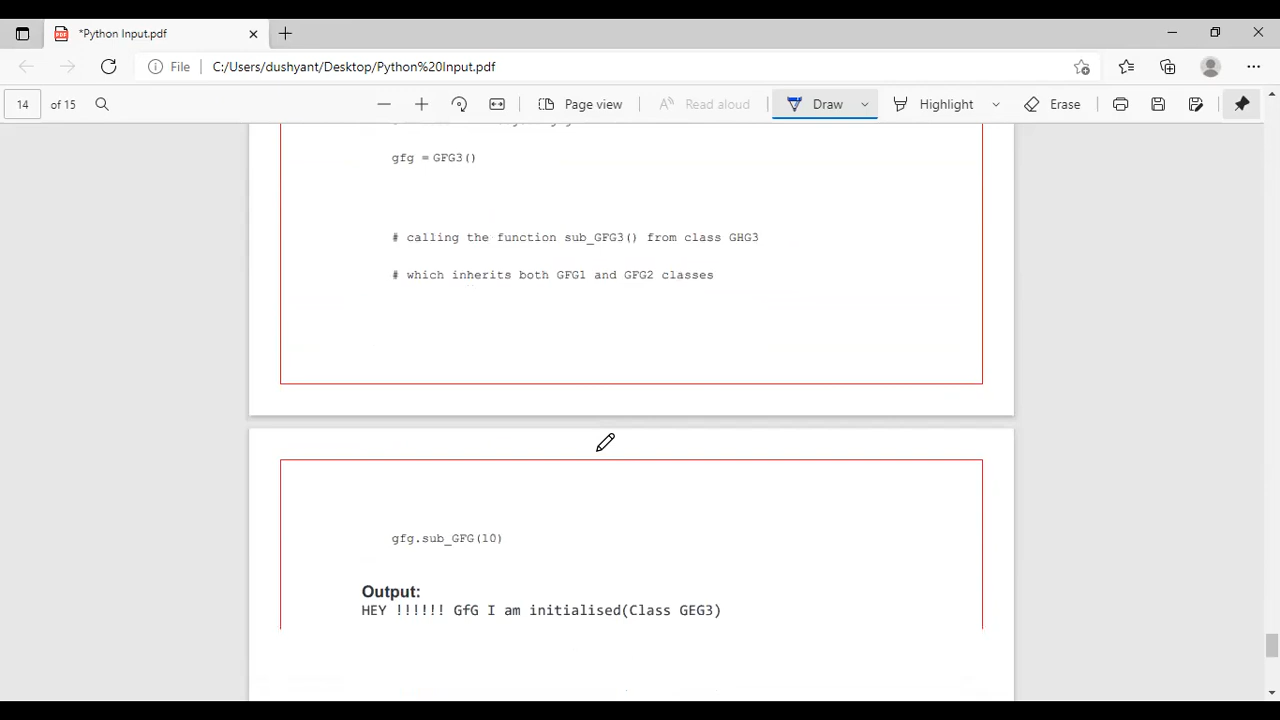 *Python Input.pdf
File C:/Users/dushyant/Desktop/Python%20Input.pdf
14 of 15 Page view Read aloud Draw Highlight Erase
gfg = GFG3()
# calling the function sub_GFG3() from class GHG3
# which inherits both GFG1 and GFG2 classes
gfg.sub_GFG(10)
Output:
HEY !!!!!! GfG I am initialised(Class GEG3)